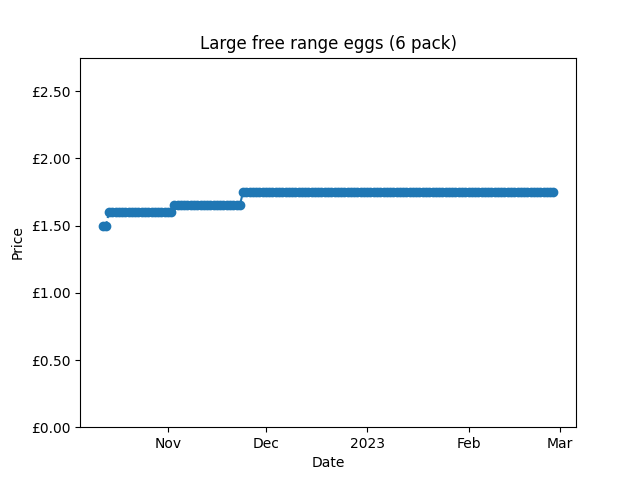 Large free range eggs (6 pack)
£2.50
£2.00
£1.50
£1.00
£0.50
£0.00
Price
Nov Dec 2023 Feb Mar
Date